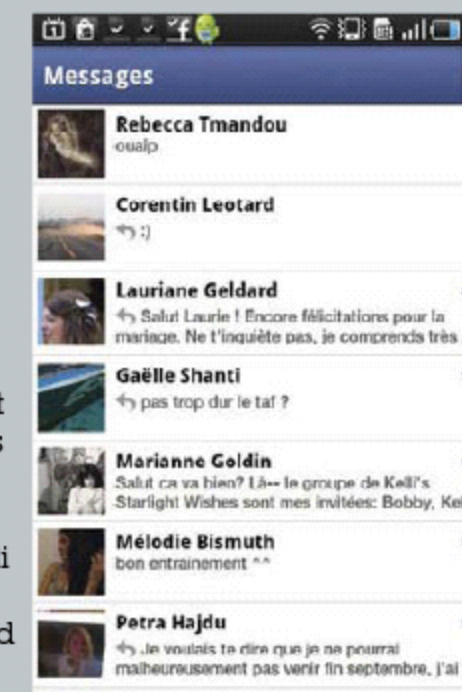 Messages
Rebecca Tmandou
oualp
Corentin Leotard
:)
Lauriane Geldard
Salut Laurie ! Encore félicitations pour la
mariage. Ne t'inquiète pas, je comprends très
t
Gaëlle Shanti
s
pas trop dur le taf ?
Marianne Goldin
Salut ca va bien? Là-- le groupe de Kelli's
Starlight Wishes sont mes invitées: Bobby, Kel
Mélodie Bismuth
i
bon entrainement ^^
Petra Hajdu
d
Je voulais te dire que je ne pourrai
malheureusement pas venir fin septembre, j'ai